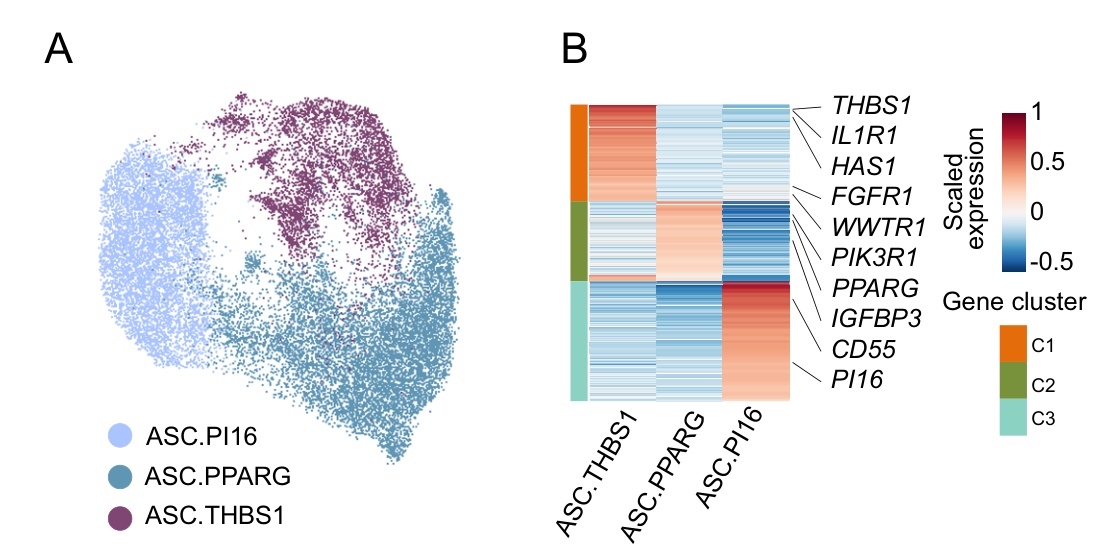 A
ASC.PI16
ASC.PPARG
ASC.THBS1
B
THBS1
IL1R1
HAS1
FGFR1
WWTR1
PIK3R1
PPARG
IGFBP3
CD55
PI16
ASC.THBS1
ASC.PPARG
ASC.PI16
Scaled
expression
1
0.5
0
-0.5
Gene cluster
C1
C2
C3